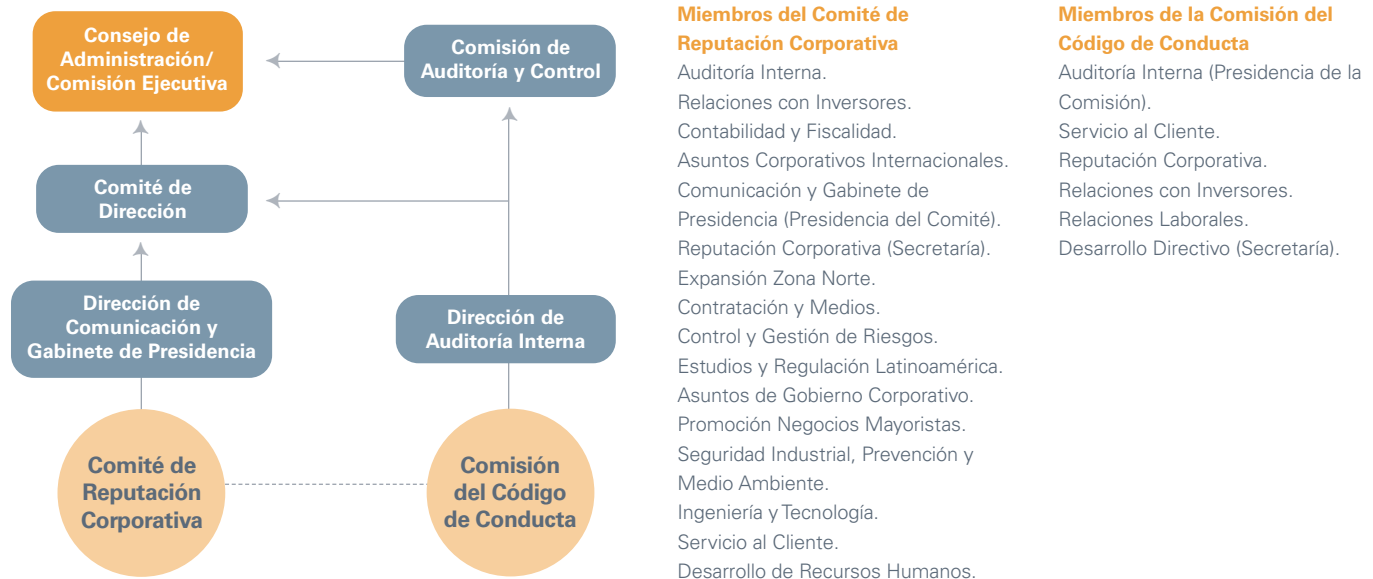 Consejo de
Administración/
Comisión Ejecutiva
Comisión de
Auditoría y Control
Comité de
Dirección
Dirección de
Comunicación y
Gabinete de Presidencia
Dirección de
Auditoría Interna
Comité de
Reputación
Corporativa
Comisión
del Código
de Conducta
Miembros del Comité de
Reputación Corporativa
Auditoría Interna.
Relaciones con Inversores.
Contabilidad y Fiscalidad.
Asuntos Corporativos Internacionales.
Comunicación y Gabinete de
Presidencia (Presidencia del Comité).
Reputación Corporativa (Secretaría).
Expansión Zona Norte.
Contratación y Medios.
Control y Gestión de Riesgos.
Estudios y Regulación Latinoamérica.
Asuntos de Gobierno Corporativo.
Promoción Negocios Mayoristas.
Seguridad Industrial, Prevención y
Medio Ambiente.
Ingeniería y Tecnología.
Servicio al Cliente.
Desarrollo de Recursos Humanos.
Miembros de la Comisión del
Código de Conducta
Auditoría Interna (Presidencia de la
Comisión).
Servicio al Cliente.
Reputación Corporativa.
Relaciones con Inversores.
Relaciones Laborales.
Desarrollo Directivo (Secretaría).